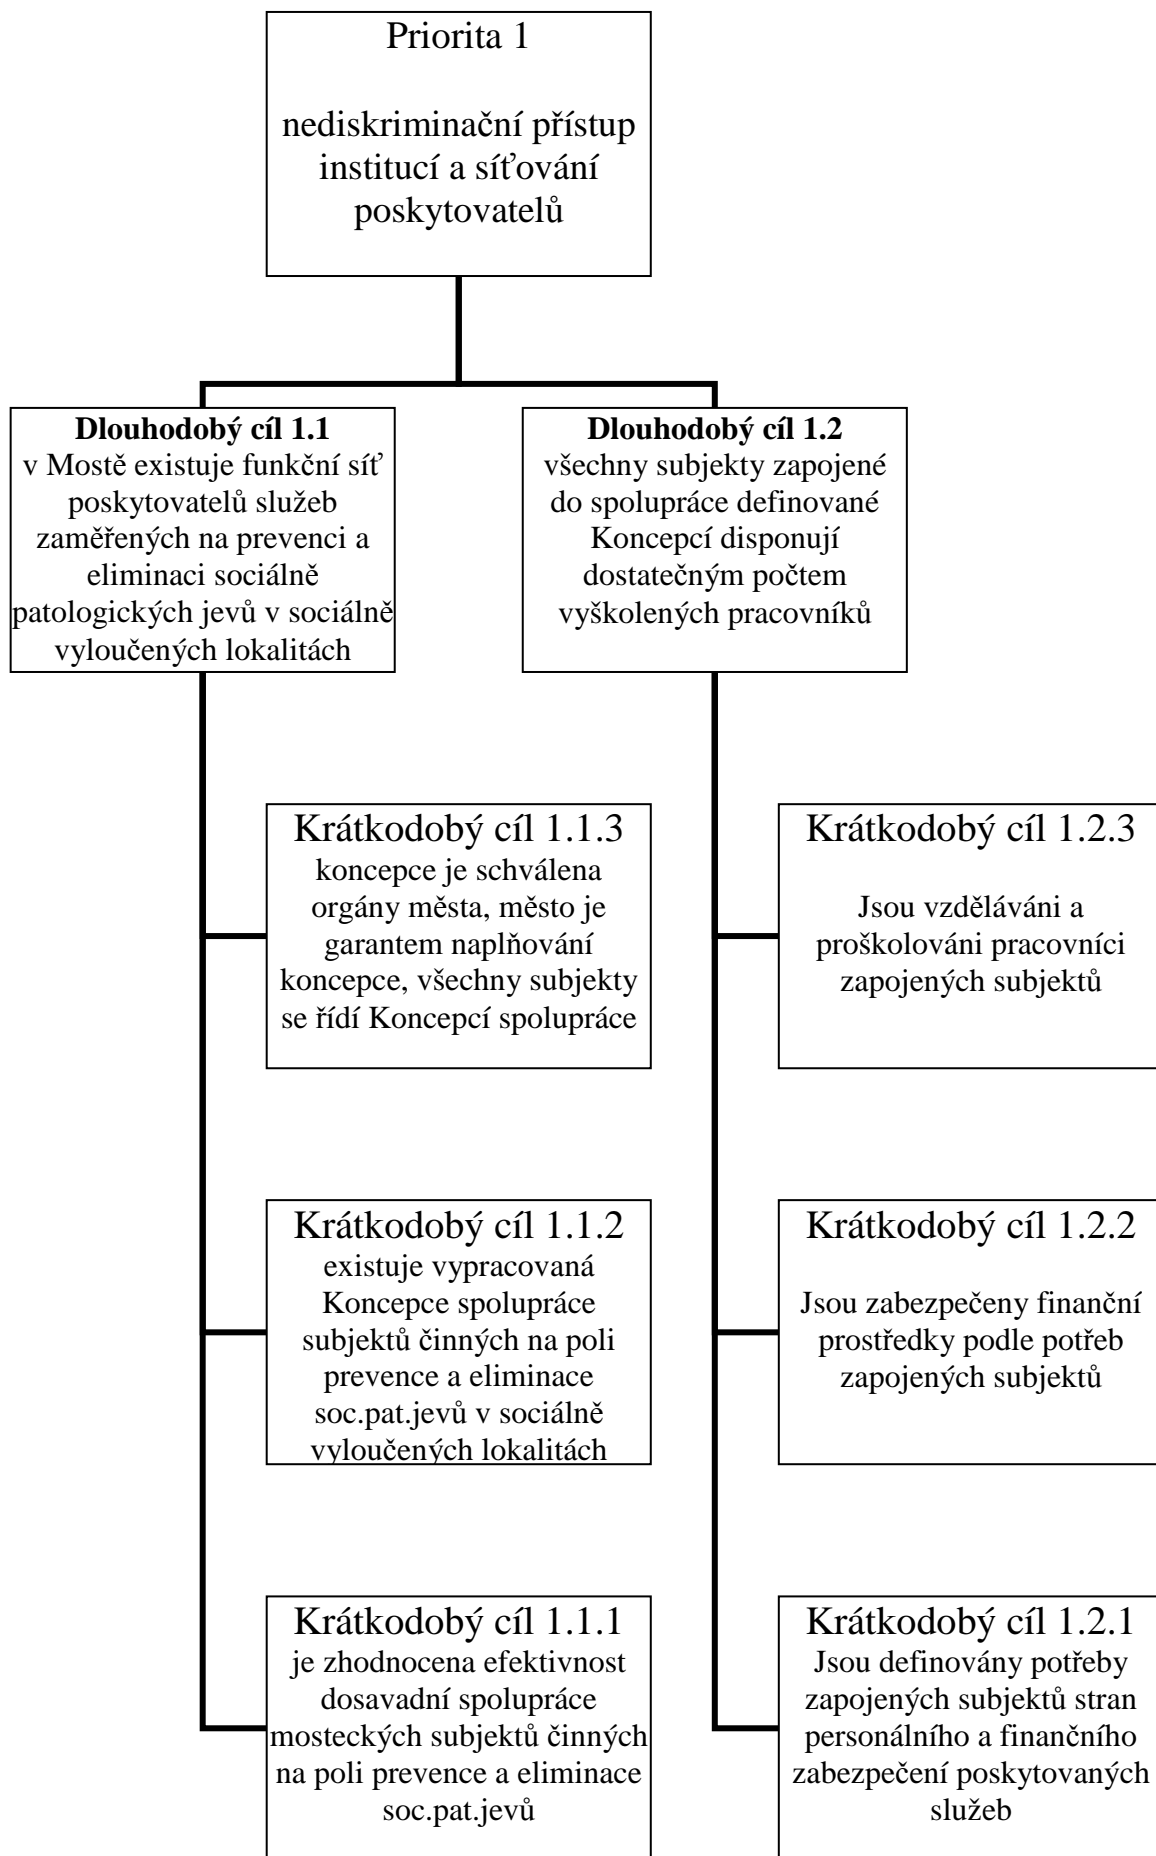 Priorita 1
nediskriminační přístup
institucí a síťování
poskytovatelů
Dlouhodobý cíl 1.1
v Mostě existuje funkční síť
poskytovatelů služeb
zaměřených na prevenci a
eliminaci sociálně
patologických jevů v sociálně
vyloučených lokalitách
Dlouhodobý cíl 1.2
všechny subjekty zapojené
do spolupráce definované
Koncepcí disponují
dostatečným počtem
vyškolených pracovníků
Krátkodobý cíl 1.1.3
koncepce je schválena
orgány města, město je
garantem naplňování
koncepce, všechny subjekty
se řídí Koncepcí spolupráce
Krátkodobý cíl 1.2.3
Jsou vzděláváni a
proškolováni pracovníci
zapojených subjektů
Krátkodobý cíl 1.1.2
existuje vypracovaná
Koncepce spolupráce
subjektů činných na poli
prevence a eliminace
soc.pat.jevů v sociálně
vyloučených lokalitách
Krátkodobý cíl 1.2.2
Jsou zabezpečeny finanční
prostředky podle potřeb
zapojených subjektů
Krátkodobý cíl 1.1.1
je zhodnocena efektivnost
dosavadní spolupráce
mosteckých subjektů činných
na poli prevence a eliminace
soc.pat.jevů
Krátkodobý cíl 1.2.1
Jsou definovány potřeby
zapojených subjektů stran
personálního a finančního
zabezpečení poskytovaných
služeb